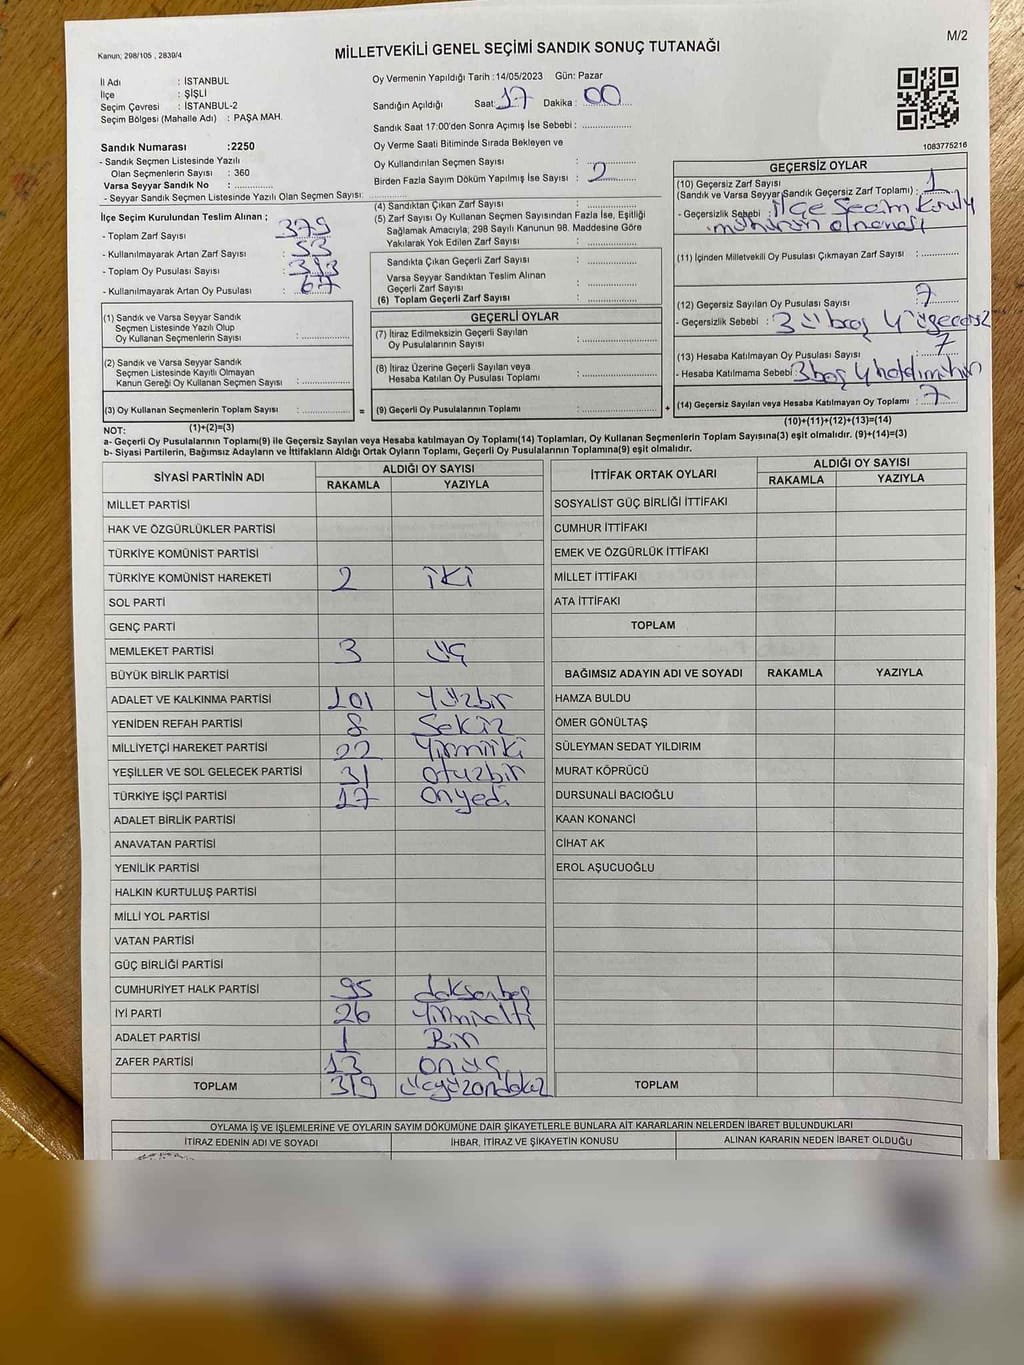 Kanun; 298/105 , 2839/4
MİLLETVEKİLİ GENEL SEÇİMİ SANDIK SONUÇ TUTANAĞI
M/2
İl Adı : İSTANBUL
İlçe : ŞİŞLİ
Seçim Çevresi : İSTANBUL-2
Seçim Bölgesi (Mahalle Adı) : PAŞA MAH.
Sandık Numarası :2250
- Sandık Seçmen Listesinde Yazılı
Olan Seçmenlerin Sayısı : 360
Varsa Seyyar Sandık No : ..............
- Seyyar Sandık Seçmen Listesinde Yazılı Olan Seçmen Sayısı: ..............
Oy Vermenin Yapıldığı Tarih :14/05/2023 Gün: Pazar
Sandığın Açıldığı Saat: 17 Dakika : 00
Sandık Saat 17:00'den Sonra Açımış İse Sebebi : ..............
Oy Verme Saati Bitiminde Sırada Bekleyen ve
Oy Kullandırılan Seçmen Sayısı : ..............
Birden Fazla Sayım Döküm Yapılmış İse Sayısı : 2
1083775216
İlçe Seçim Kurulundan Teslim Alınan ;
- Toplam Zarf Sayısı : 379
- Kullanılmayarak Artan Zarf Sayısı : 53
- Toplam Oy Pusulası Sayısı : 393
- Kullanılmayarak Artan Oy Pusulası : 67
(1) Sandık ve Varsa Seyyar Sandık
Seçmen Listesinde Yazılı Olup
Oy Kullanan Seçmenlerin Sayısı : ..............
(2) Sandık ve Varsa Seyyar Sandık
Seçmen Listesinde Kayıtlı Olmayan
Kanun Gereği Oy Kullanan Seçmen Sayısı : ..............
(3) Oy Kullanan Seçmenlerin Toplam Sayısı : .............. =
(1)+(2)=(3)
(4) Sandıktan Çıkan Zarf Sayısı : ..............
(5) Zarf Sayısı Oy Kullanan Seçmen Sayısından Fazla İse, Eşitliği
Sağlamak Amacıyla; 298 Sayılı Kanunun 98. Maddesine Göre
Yakılarak Yok Edilen Zarf Sayısı : ..............
Sandıkta Çıkan Geçerli Zarf Sayısı : ..............
Varsa Seyyar Sandıktan Teslim Alınan
Geçerli Zarf Sayısı : ..............
(6) Toplam Geçerli Zarf Sayısı : ..............
GEÇERLİ OYLAR
(7) İtiraz Edilmeksizin Geçerli Sayılan
Oy Pusulalarının Sayısı : ..............
(8) İtiraz Üzerine Geçerli Sayılan veya
Hesaba Katılan Oy Pusulası Toplamı : ..............
(9) Geçerli Oy Pusulalarının Toplamı : .............. +
GEÇERSİZ OYLAR
(10) Geçersiz Zarf Sayısı
(Sandık ve Varsa Seyyar Sandık Geçersiz Zarf Toplamı) : 1
- Geçersizlik Sebebi : ilçe seçim kurulu
mührün olmaması
(11) İçinden Milletvekili Oy Pusulası Çıkmayan Zarf Sayısı : ..............
(12) Geçersiz Sayılan Oy Pusulası Sayısı : 7
- Geçersizlik Sebebi : 3 ü boş 4 ü geçersiz
(13) Hesaba Katılmayan Oy Pusulası Sayısı : 7
- Hesaba Katılmama Sebebi : 3 boş 4
(14) Geçersiz Sayılan veya Hesaba Katılmayan Oy Toplamı : 7
(10)+(11)+(12)+(13)=(14)
NOT:
a- Geçerli Oy Pusulalarının Toplamı(9) ile Geçersiz Sayılan veya Hesaba katılmayan Oy Toplamı(14) Toplamları, Oy Kullanan Seçmenlerin Toplam Sayısına(3) eşit olmalıdır. (9)+(14)=(3)
b- Siyasi Partilerin, Bağımsız Adayların ve İttifakların Aldığı Ortak Oyların Toplamı, Geçerli Oy Pusulalarının Toplamına(9) eşit olmalıdır.
SİYASİ PARTİNİN ADI ALDIĞI OY SAYISI
RAKAMLA YAZIYLA
MİLLET PARTİSİ
HAK VE ÖZGÜRLÜKLER PARTİSİ
TÜRKİYE KOMÜNİST PARTİSİ
TÜRKİYE KOMÜNİST HAREKETİ 2 iki
SOL PARTİ
GENÇ PARTİ
MEMLEKET PARTİSİ 3 üç
BÜYÜK BİRLİK PARTİSİ
ADALET VE KALKINMA PARTİSİ 101 Yüzbir
YENİDEN REFAH PARTİSİ 8 Sekiz
MİLLİYETÇİ HAREKET PARTİSİ 22 Yirmiiki
YEŞİLLER VE SOL GELECEK PARTİSİ 31 otuzbir
TÜRKİYE İŞÇİ PARTİSİ 17 onyedi
ADALET BİRLİK PARTİSİ
ANAVATAN PARTİSİ
YENİLİK PARTİSİ
HALKIN KURTULUŞ PARTİSİ
MİLLİ YOL PARTİSİ
VATAN PARTİSİ
GÜÇ BİRLİĞİ PARTİSİ
CUMHURİYET HALK PARTİSİ 95 doksanbeş
İYİ PARTİ 26 Yirmialtı
ADALET PARTİSİ 1 Bir
ZAFER PARTİSİ 13 onüç
TOPLAM 319 üçyüzondokuz
İTTİFAK ORTAK OYLARI ALDIĞI OY SAYISI
RAKAMLA YAZIYLA
SOSYALİST GÜÇ BİRLİĞİ İTTİFAKI
CUMHUR İTTİFAKI
EMEK VE ÖZGÜRLÜK İTTİFAKI
MİLLET İTTİFAKI
ATA İTTİFAKI
TOPLAM
BAĞIMSIZ ADAYIN ADI VE SOYADI RAKAMLA YAZIYLA
HAMZA BULDU
ÖMER GÖNÜLTAŞ
SÜLEYMAN SEDAT YILDIRIM
MURAT KÖPRÜCÜ
DURSUNALİ BACIOĞLU
KAAN KONANCİ
CİHAT AK
EROL AŞUCUOĞLU
TOPLAM
OYLAMA İŞ VE İŞLEMLERİNE VE OYLARIN SAYIM DÖKÜMÜNE DAİR ŞİKAYETLERLE BUNLARA AİT KARARLARIN NELERDEN İBARET BULUNDUKLARI
İTİRAZ EDENİN ADI VE SOYADI İHBAR, İTİRAZ VE ŞİKAYETİN KONUSU ALINAN KARARIN NEDEN İBARET OLDUĞU